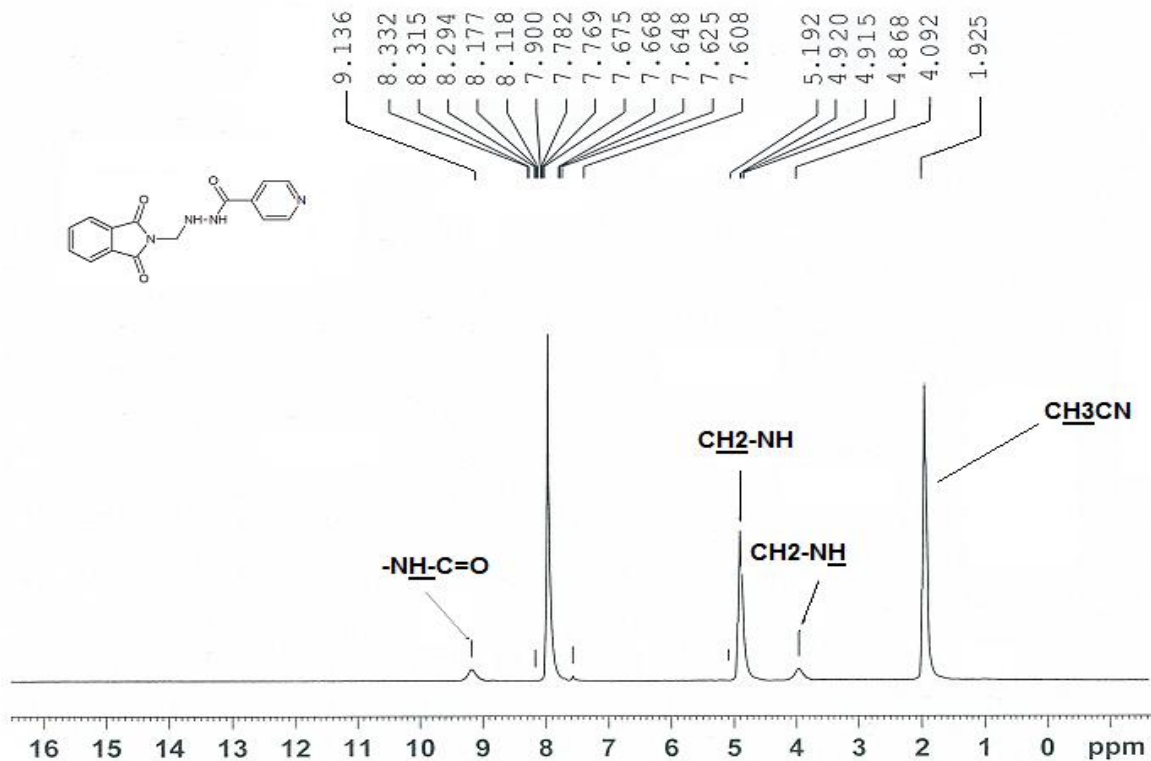 9.136
8.332
8.315
8.294
8.177
8.118
7.900
7.782
7.769
7.675
7.668
7.648
7.625
7.608
5.192
4.920
4.915
4.868
4.092
1.925
O
O
N
NH-NH
N
O
CH3CN
CH2-NH
CH2-NH
-NH-C=O
16 15 14 13 12 11 10 9 8 7 6 5 4 3 2 1 0 ppm